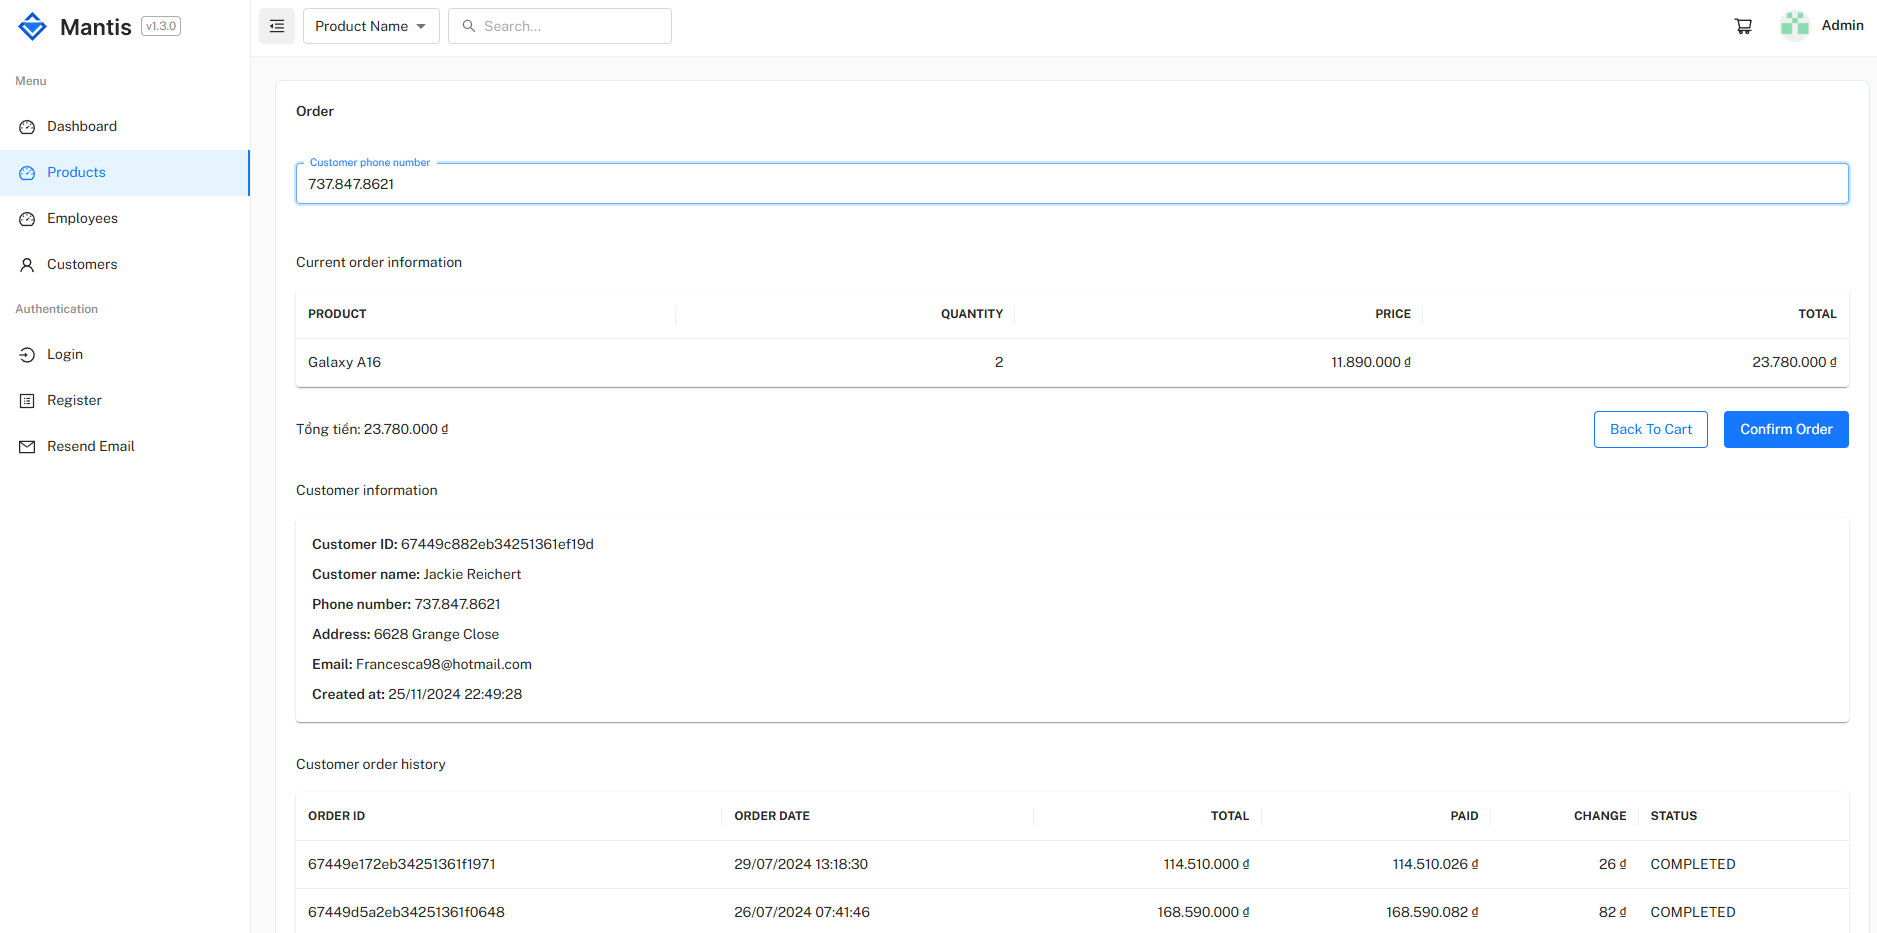 Mantis v1.3.0
Product Name
Search...
Admin
Menu
Dashboard
Products
Employees
Customers
Authentication
Login
Register
Resend Email
Order
Customer phone number
737.847.8621
Current order information
PRODUCT QUANTITY PRICE TOTAL
Galaxy A16 2 11.890.000 ₫ 23.780.000 ₫
Tổng tiền: 23.780.000 ₫
Back To Cart
Confirm Order
Customer information
Customer ID: 67449c882eb34251361ef19d
Customer name: Jackie Reichert
Phone number: 737.847.8621
Address: 6628 Grange Close
Email: Francesca98@hotmail.com
Created at: 25/11/2024 22:49:28
Customer order history
ORDER ID ORDER DATE TOTAL PAID CHANGE STATUS
67449e172eb34251361f1971 29/07/2024 13:18:30 114.510.000 ₫ 114.510.026 ₫ 26 ₫ COMPLETED
67449d5a2eb34251361f0648 26/07/2024 07:41:46 168.590.000 ₫ 168.590.082 ₫ 82 ₫ COMPLETED